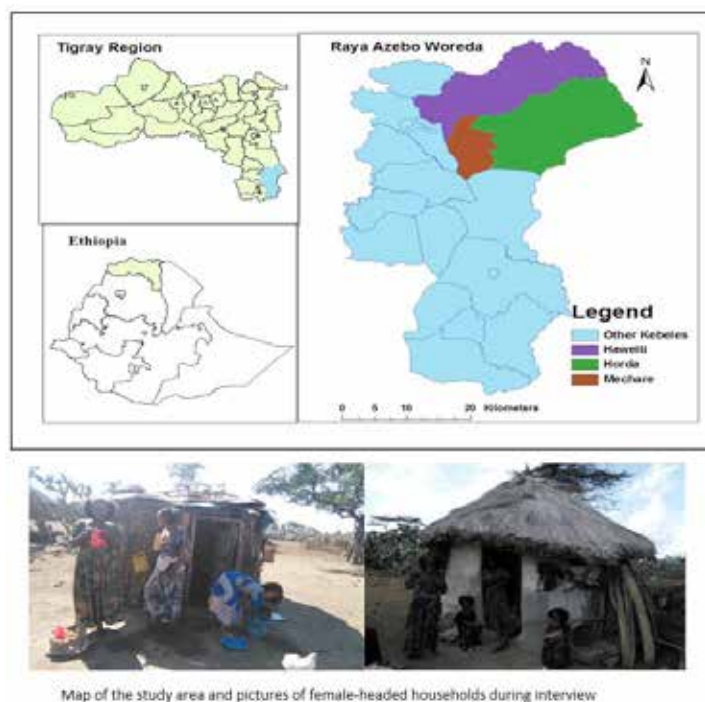 Tigray Region
Ethiopia
Raya Azebo Woreda
N
Legend
Other Kebeles
Hawelti
Horda
Mechare
0 5 10 20 Kilometers
Map of the study area and pictures of female-headed households during interview